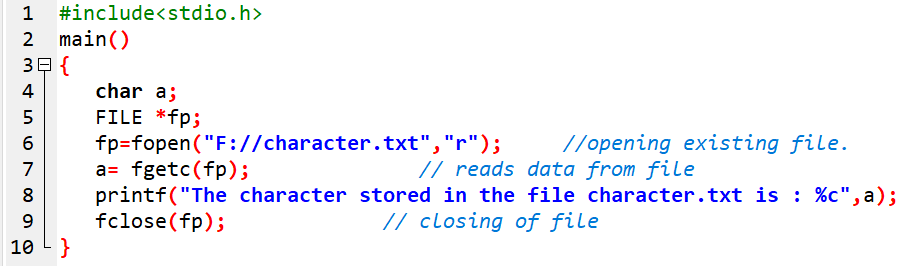 1 #include<stdio.h>
2 main()
3 {
4 char a;
5 FILE *fp;
6 fp=fopen("F://character.txt","r"); //opening existing file.
7 a= fgetc(fp); // reads data from file
8 printf("The character stored in the file character.txt is : %c",a);
9 fclose(fp); // closing of file
10 }